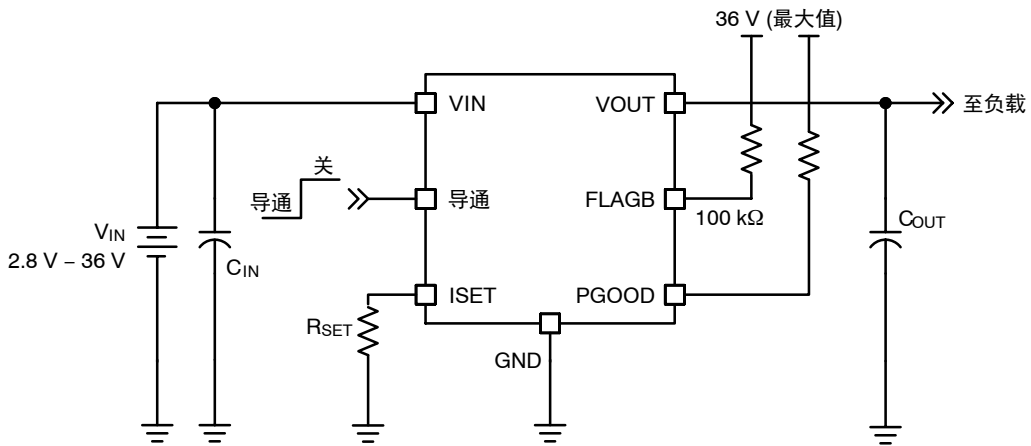 36 V (最大值)
VIN
VOUT
至负载
关
导通
导通
FLAGB
100 kΩ
VIN
2.8 V – 36 V
CIN
COUT
ISET
PGOOD
RSET
GND